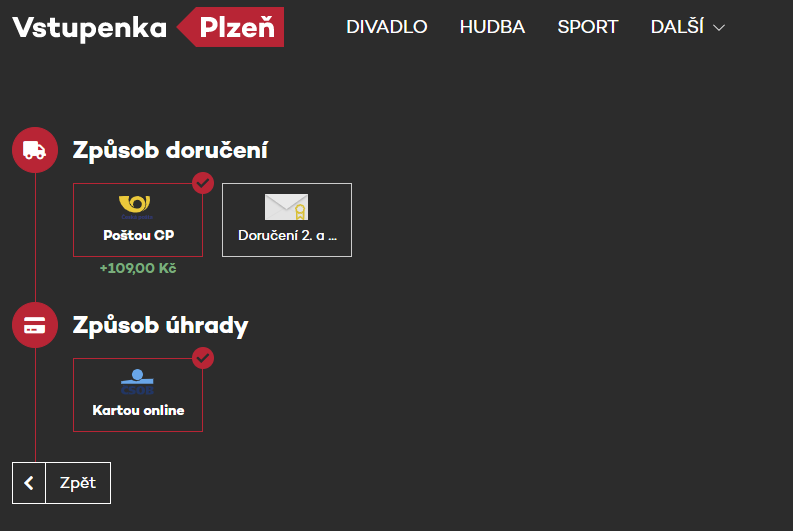 Vstupenka Plzeň DIVADLO HUDBA SPORT DALŠÍ
Způsob doručení
Poštou CP
Doručení 2. a ...
+109,00 Kč
Způsob úhrady
ČSOB
Kartou online
Zpět